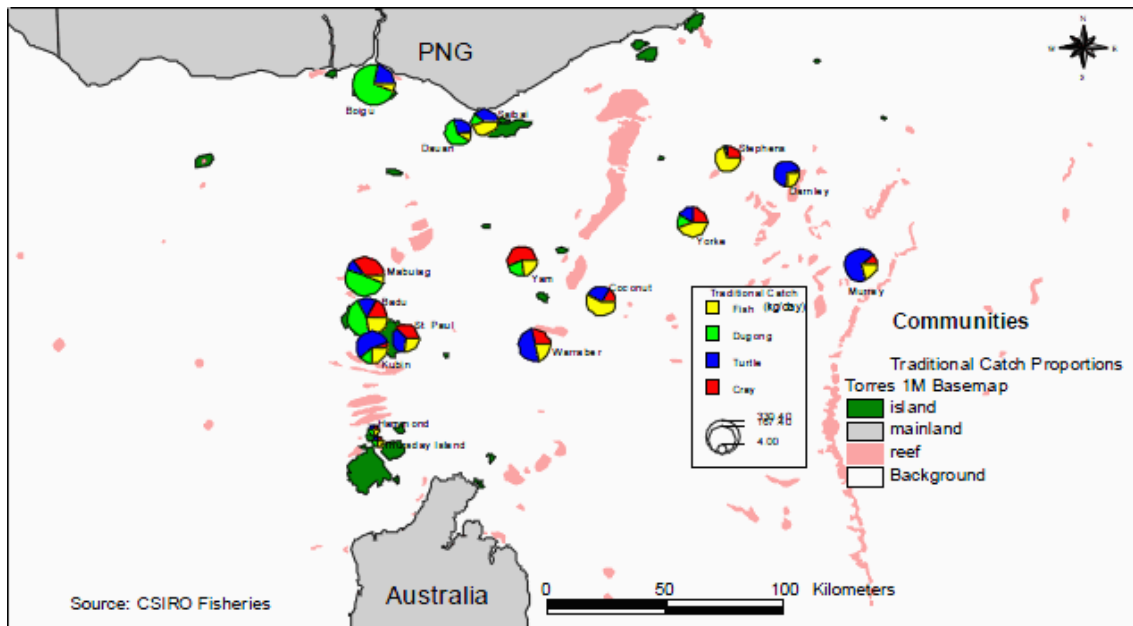 PNG
N
W
E
S
Boigu
Saibai
Dauan
Stephens
Darnley
Yorke
Mabuiag
Yam
Coconut
Murray
Badu
St. Paul
Kubin
Warraber
Hammond
Thursday Island
Traditional Catch
(kg/day)
Fish
Dugong
Turtle
Cray
4.00
Communities
Traditional Catch Proportions
Torres 1M Basemap
island
mainland
reef
Background
Australia
0 50 100 Kilometers
Source: CSIRO Fisheries